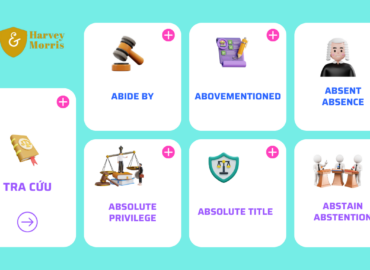 &
Harvey
Morris
ABIDE BY
ABOVEMENTIONED
ABSENT
ABSENCE
TRA CỨU
ABSOLUTE
PRIVILEGE
ABSOLUTE TITLE
ABSTAIN
ABSTENTION